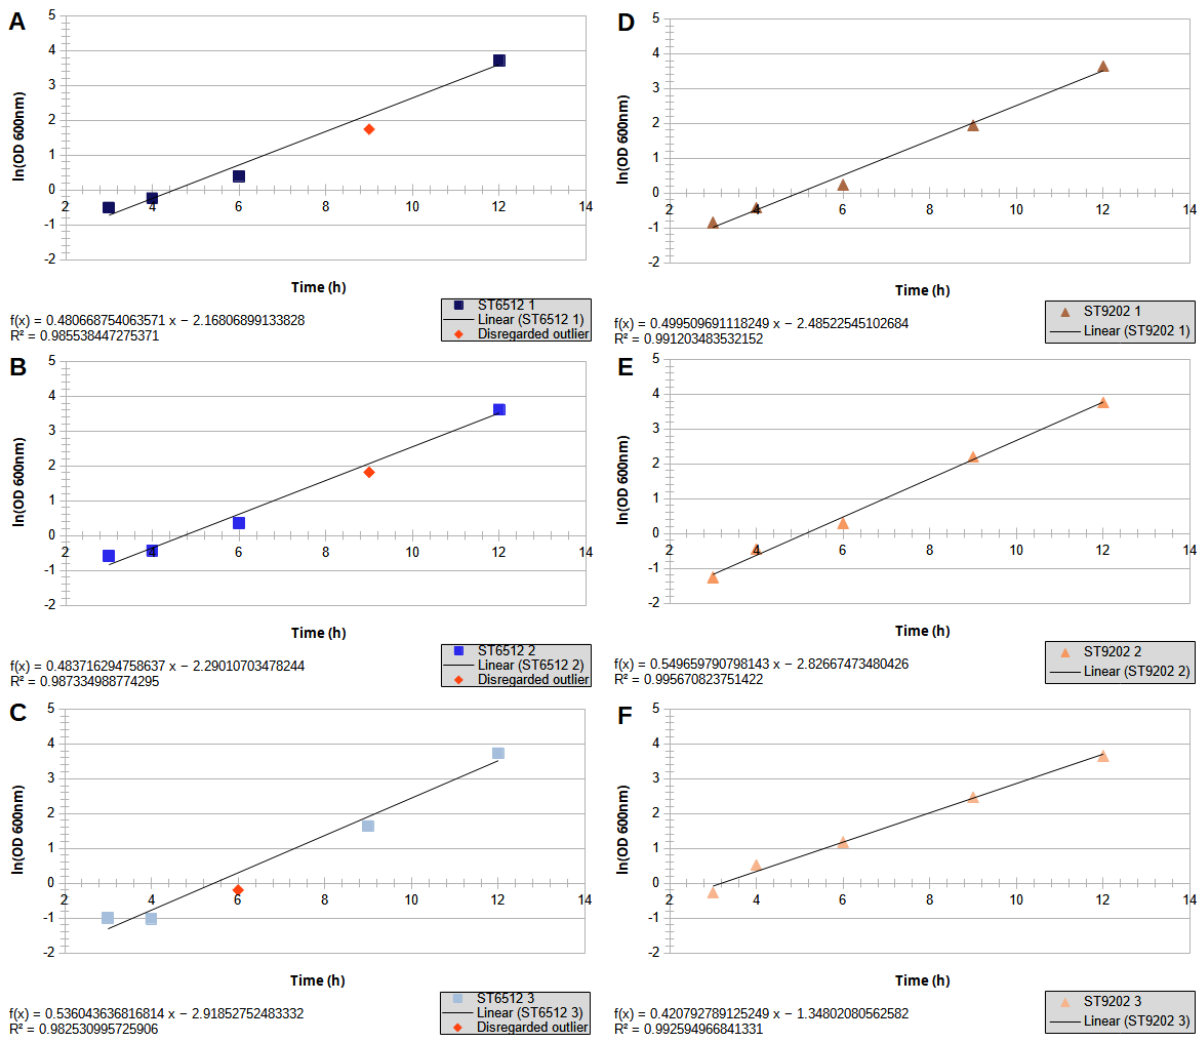 A
5
4
3
2
1
0
-1
-2
2 4 6 8 10 12 14
ln(OD 600nm)
Time (h)
f(x) = 0.480668754063571 x − 2.16806899133828
R² = 0.985538447275371
ST6512 1
Linear (ST6512 1)
Disregarded outlier
D
5
4
3
2
1
0
-1
-2
2 4 6 8 10 12 14
ln(OD 600nm)
Time (h)
f(x) = 0.499509691118249 x − 2.48522545102684
R² = 0.991203483532152
ST9202 1
Linear (ST9202 1)
B
5
4
3
2
1
0
-1
-2
2 4 6 8 10 12 14
ln(OD 600nm)
Time (h)
f(x) = 0.483716294758637 x − 2.29010703478244
R² = 0.987334988774295
ST6512 2
Linear (ST6512 2)
Disregarded outlier
E
5
4
3
2
1
0
-1
-2
2 4 6 8 10 12 14
ln(OD 600nm)
Time (h)
f(x) = 0.549659790798143 x − 2.82667473480426
R² = 0.995670823751422
ST9202 2
Linear (ST9202 2)
C
5
4
3
2
1
0
-1
-2
2 4 6 8 10 12 14
ln(OD 600nm)
Time (h)
f(x) = 0.536043636816814 x − 2.91852752483332
R² = 0.982530995725906
ST6512 3
Linear (ST6512 3)
Disregarded outlier
F
5
4
3
2
1
0
-1
-2
2 4 6 8 10 12 14
ln(OD 600nm)
Time (h)
f(x) = 0.420792789125249 x − 1.34802080562582
R² = 0.992594966841331
ST9202 3
Linear (ST9202 3)